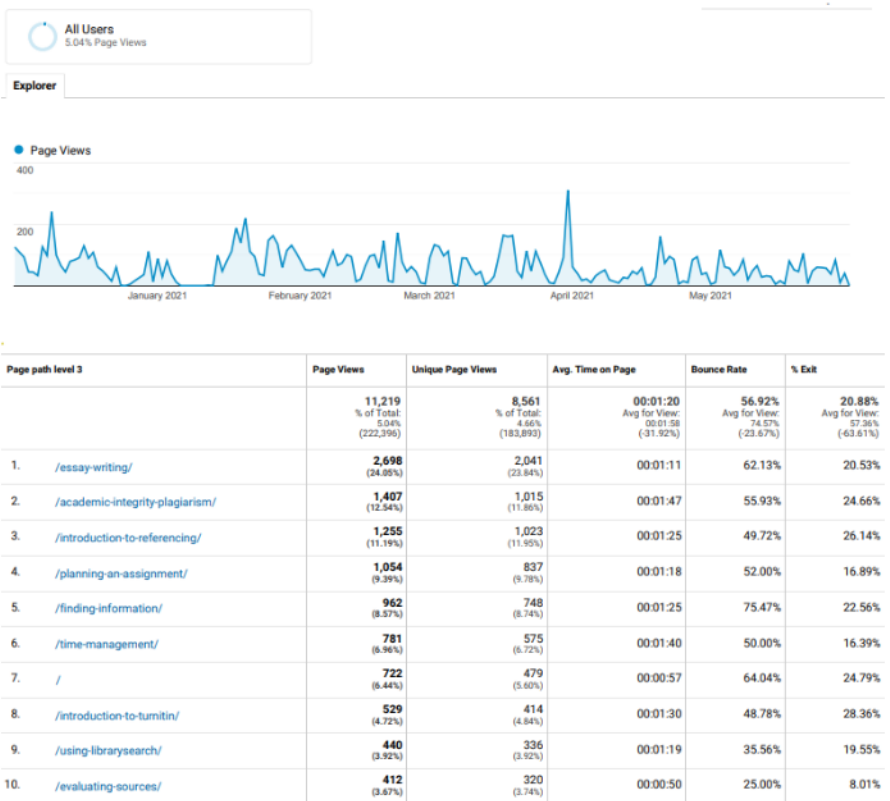 All Users
5.04% Page Views
Explorer
Page Views
400
200
January 2021 February 2021 March 2021 April 2021 May 2021
Page path level 3 Page Views Unique Page Views Avg. Time on Page Bounce Rate % Exit
11,219 8,561 00:01:20 56.92% 20.88%
% of Total: % of Total: Avg for View: Avg for View: Avg for View:
5.04% 4.66% 00:01:58 74.57% 57.36%
(222,396) (183,893) (-31.92%) (-23.67%) (-63.61%)
1. /essay-writing/ 2,698 2,041 00:01:11 62.13% 20.53%
(24.05%) (23.84%)
2. /academic-integrity-plagiarism/ 1,407 1,015 00:01:47 55.93% 24.66%
(12.54%) (11.86%)
3. /introduction-to-referencing/ 1,255 1,023 00:01:25 49.72% 26.14%
(11.19%) (11.95%)
4. /planning-an-assignment/ 1,054 837 00:01:18 52.00% 16.89%
(9.39%) (9.78%)
5. /finding-information/ 962 748 00:01:25 75.47% 22.56%
(8.57%) (8.74%)
6. /time-management/ 781 575 00:01:40 50.00% 16.39%
(6.96%) (6.72%)
7. / 722 479 00:00:57 64.04% 24.79%
(6.44%) (5.60%)
8. /introduction-to-turnitin/ 529 414 00:01:30 48.78% 28.36%
(4.72%) (4.84%)
9. /using-librarysearch/ 440 336 00:01:19 35.56% 19.55%
(3.92%) (3.92%)
10. /evaluating-sources/ 412 320 00:00:50 25.00% 8.01%
(3.67%) (3.74%)